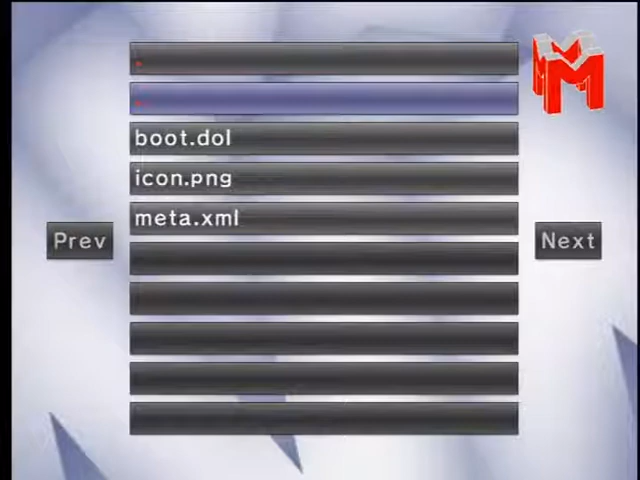 .
..
boot.dol
icon.png
meta.xml
Prev
Next
M